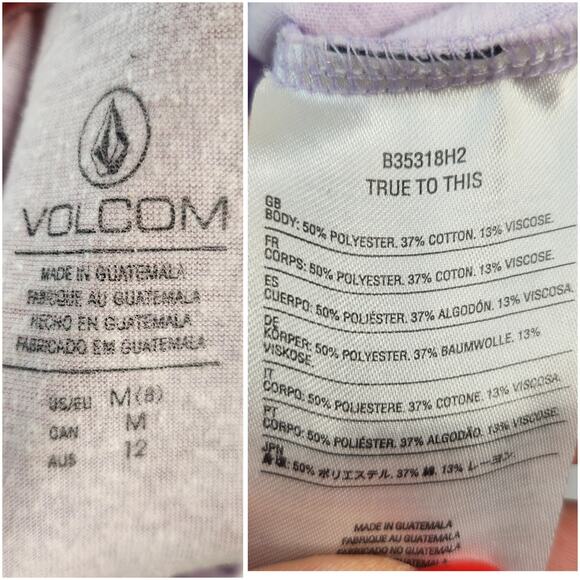 VOLCOM
MADE IN GUATEMALA
FABRIQUE AU GUATEMALA
HECHO EN GUATEMALA
FABRICADO EM GUATEMALA
US/EU M(8)
CAN M
AUS 12
B35318H2
TRUE TO THIS
GB
BODY: 50% POLYESTER. 37% COTTON. 13% VISCOSE.
FR
CORPS: 50% POLYESTER. 37% COTON. 13% VISCOSE.
ES
CUERPO: 50% POLIÉSTER. 37% ALGODÓN. 13% VISCOSA.
DE
KÖRPER: 50% POLYESTER. 37% BAUMWOLLE. 13%
VISKOSE.
IT
CORPO: 50% POLIESTERE. 37% COTONE. 13% VISCOSA.
PT
CORPO: 50% POLIÉSTER. 37% ALGODÃO. 13% VISCOSE.
JPN
身頃: 50% ポリエステル. 37% 綿. 13% レーヨン.
MADE IN GUATEMALA
FABRIQUE AU GUATEMALA
FABRICADO NO GUATEMALA